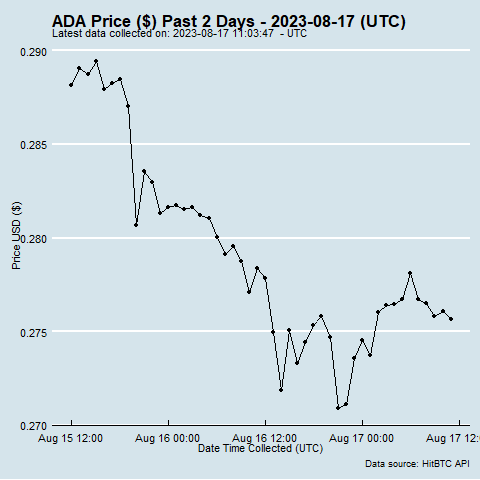 ADA Price ($) Past 2 Days - 2023-08-17 (UTC)
Latest data collected on: 2023-08-17 11:03:47 - UTC
0.290
0.285
0.280
0.275
0.270
Price USD ($)
Aug 15 12:00 Aug 16 00:00 Aug 16 12:00 Aug 17 00:00 Aug 17 12:0
Date Time Collected (UTC)
Data source: HitBTC API